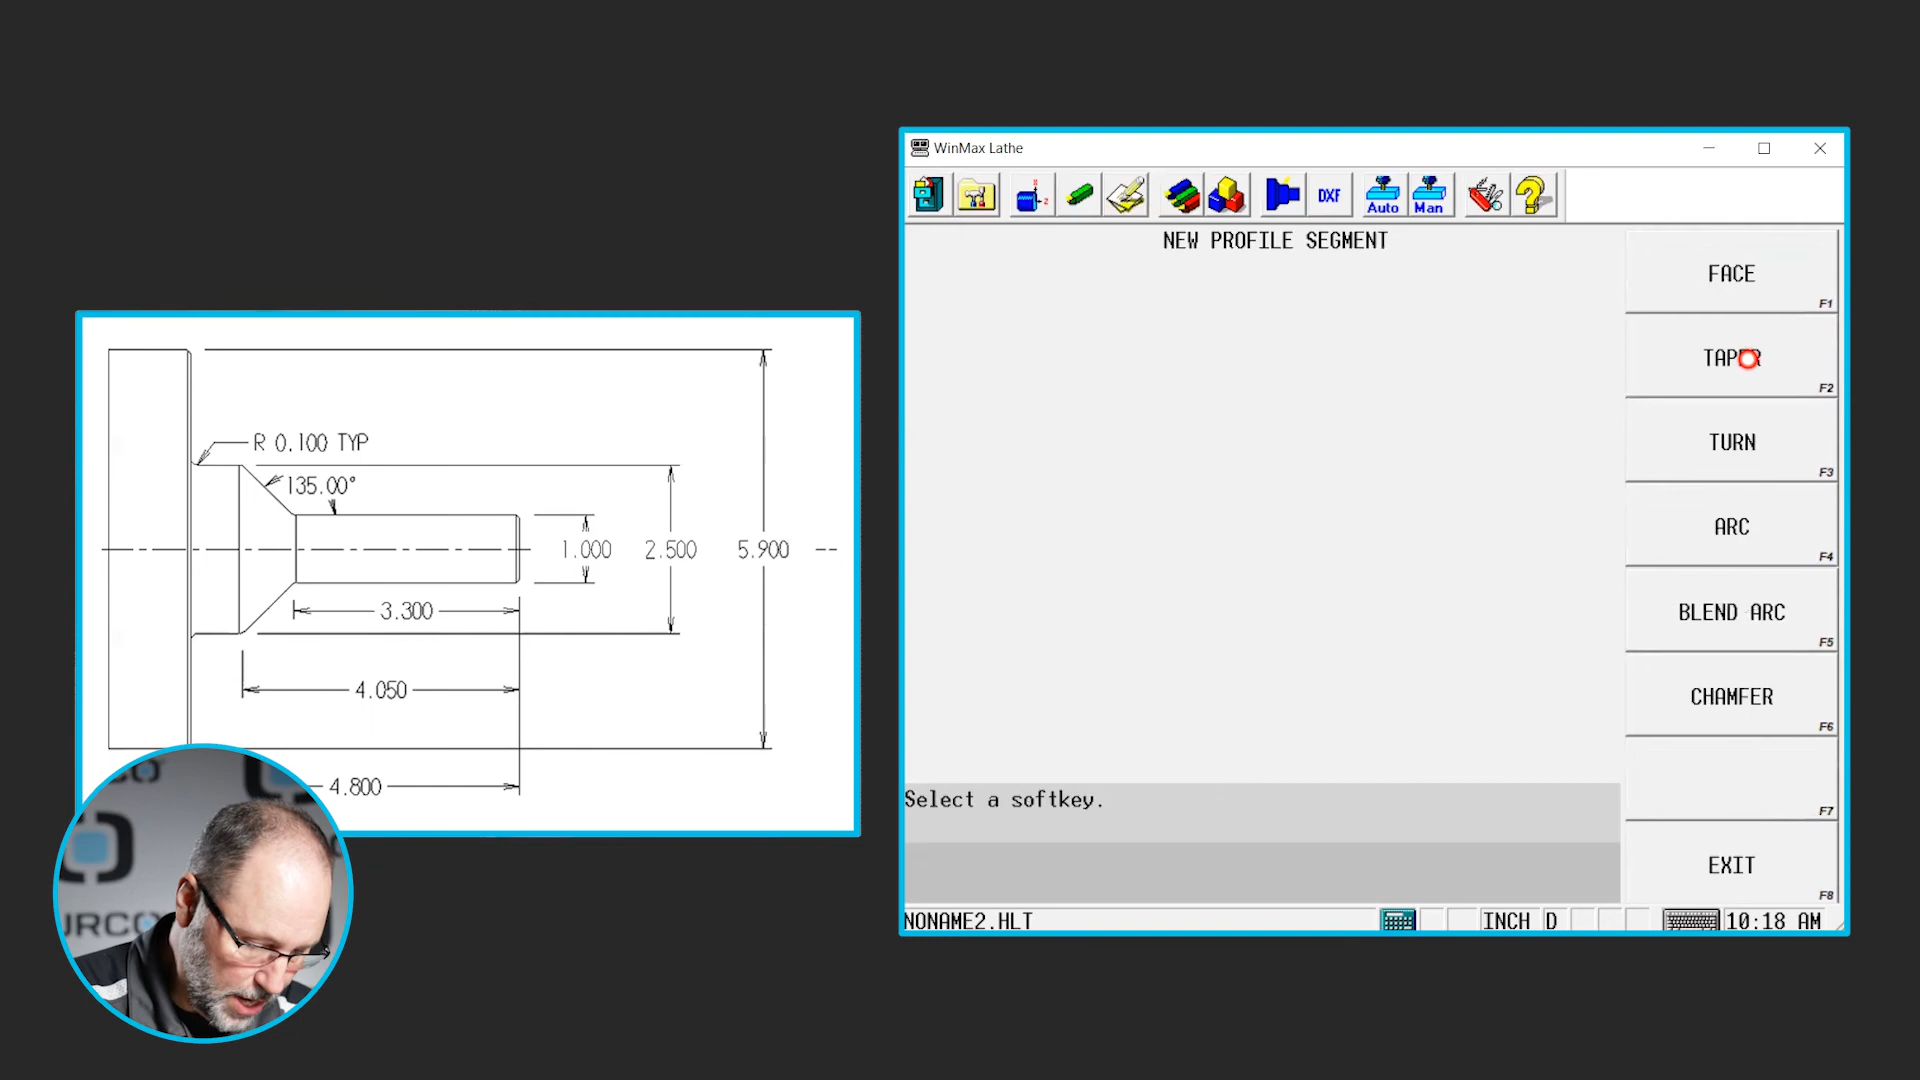 WinMax Lathe
DXF
Auto
Man
NEW PROFILE SEGMENT
FACE
F1
TAPER
F2
TURN
F3
ARC
F4
BLEND ARC
F5
CHAMFER
F6
F7
EXIT
F8
Select a softkey.
NONAME2.HLT
INCH D
10:18 AM
R 0.100 TYP
135.00°
1.000
2.500
5.900
3.300
4.050
4.800